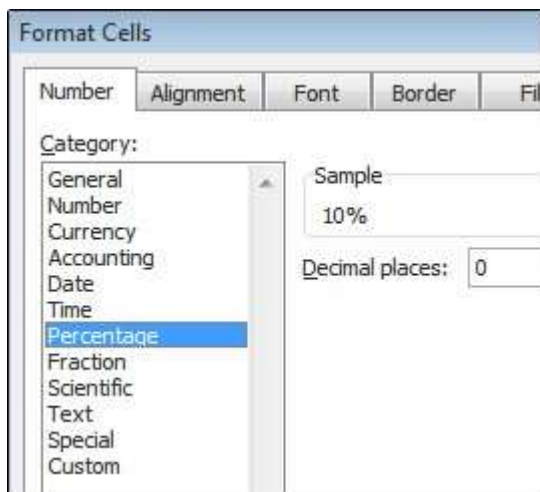 Format Cells
Number Alignment Font Border Fil
Category:
General
Number
Currency
Accounting
Date
Time
Percentage
Fraction
Scientific
Text
Special
Custom
Sample
10%
Decimal places: 0